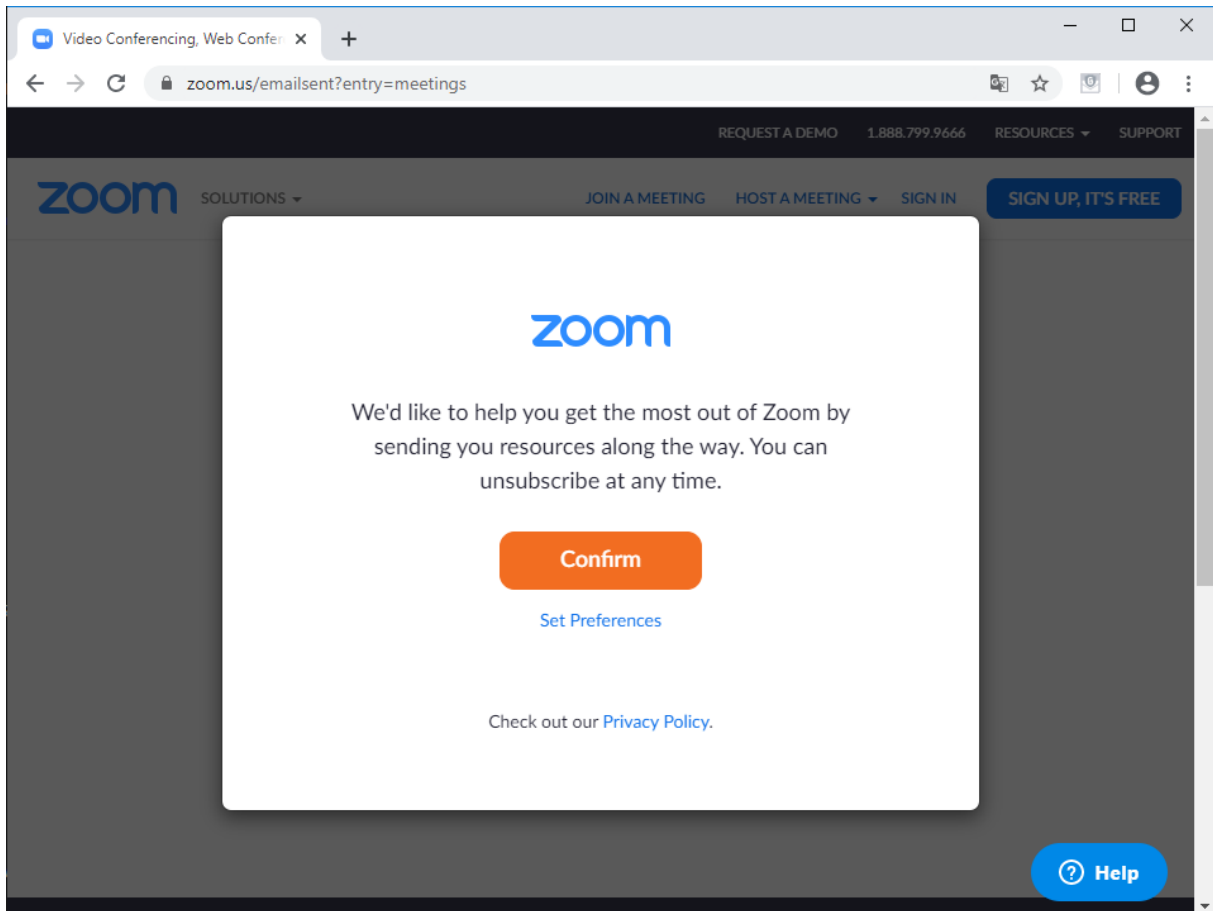 Video Conferencing, Web Confer
zoom.us/emailsent?entry=meetings
REQUEST A DEMO 1.888.799.9666 RESOURCES SUPPORT
zoom SOLUTIONS JOIN A MEETING HOST A MEETING SIGN IN SIGN UP, IT'S FREE
zoom
We'd like to help you get the most out of Zoom by
sending you resources along the way. You can
unsubscribe at any time.
Confirm
Set Preferences
Check out our Privacy Policy.
Help